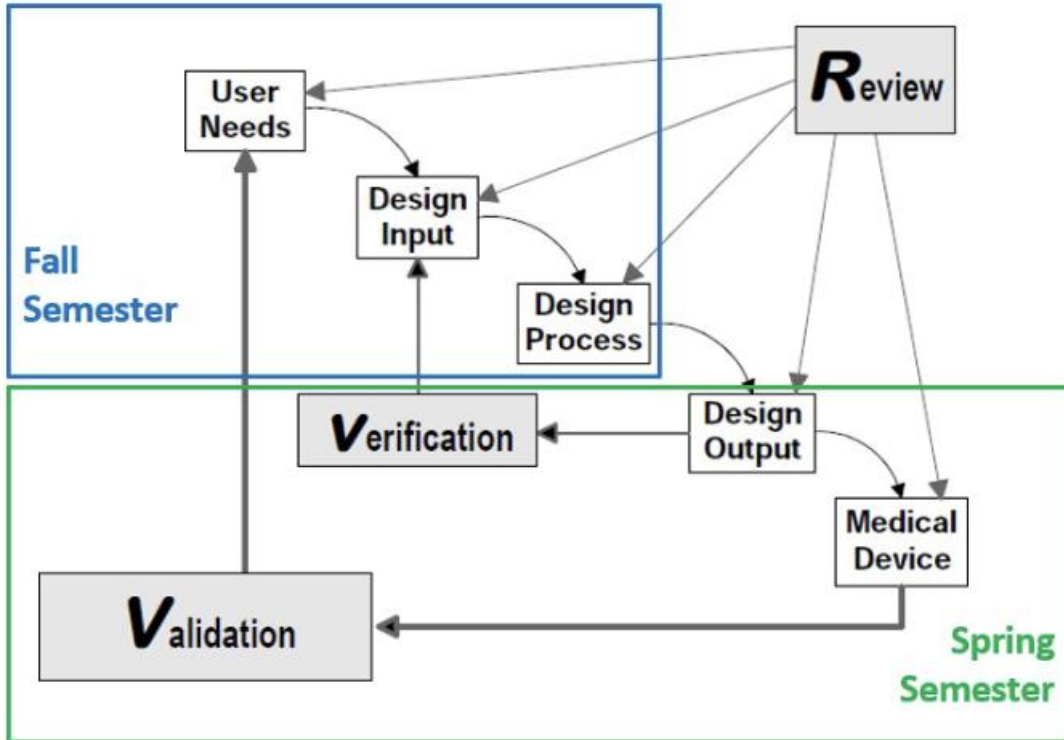 User
Needs
Review
Design
Input
Fall
Semester
Design
Process
Verification
Design
Output
Medical
Device
Validation
Spring
Semester